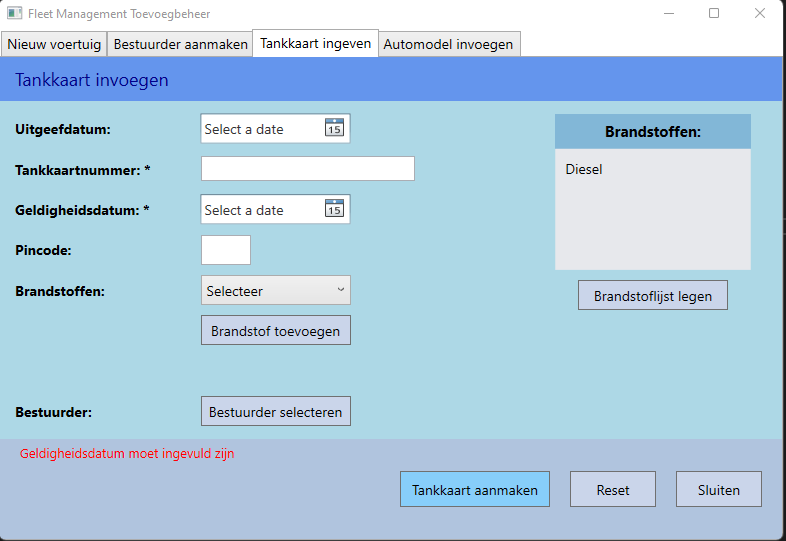 Fleet Management Toevoegbeheer
Nieuw voertuig
Bestuurder aanmaken
Tankkaart ingeven
Automodel invoegen
Tankkaart invoegen
Uitgeefdatum:
Select a date
15
Tankkaartnummer: *
Geldigheidsdatum: *
Select a date
15
Pincode:
Brandstoffen:
Selecteer
Brandstof toevoegen
Bestuurder:
Bestuurder selecteren
Brandstoffen:
Diesel
Brandstoflijst legen
Geldigheidsdatum moet ingevuld zijn
Tankkaart aanmaken
Reset
Sluiten